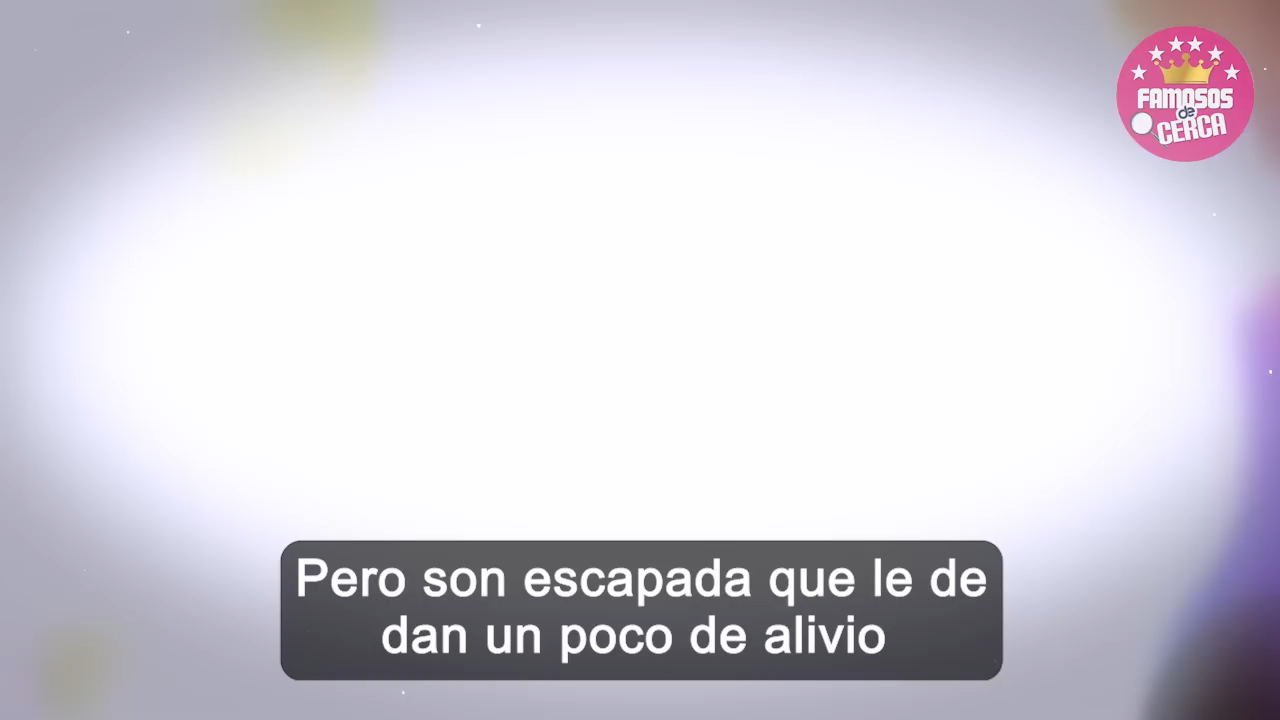 FAMOSOS
de
CERCA
Pero son escapada que le de
dan un poco de alivio